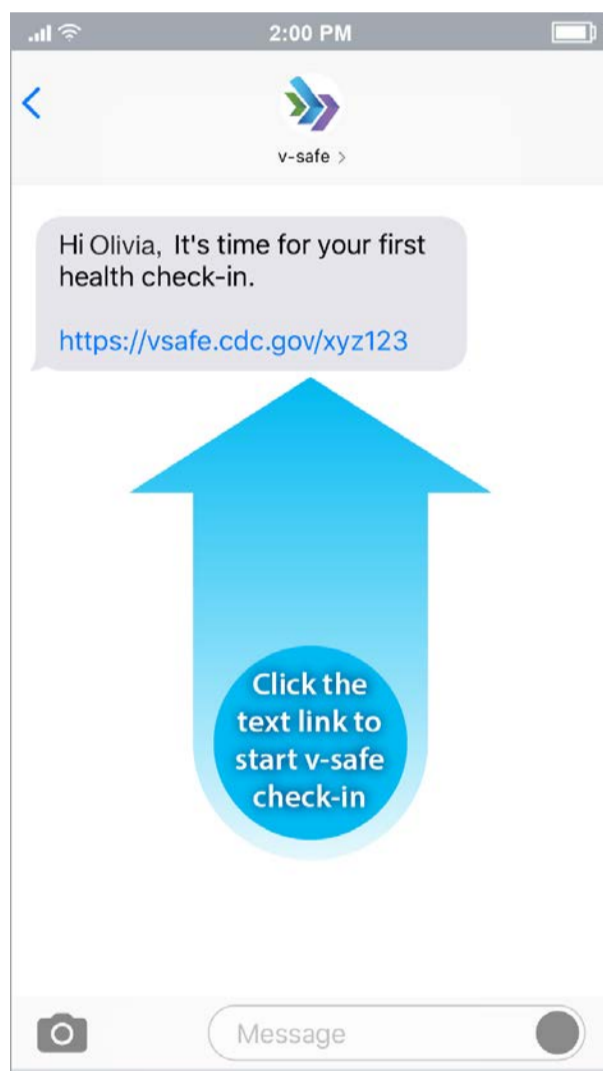 2:00 PM
v-safe >
Hi Olivia, It's time for your first
health check-in.
https://vsafe.cdc.gov/xyz123
Click the
text link to
start v-safe
check-in
Message